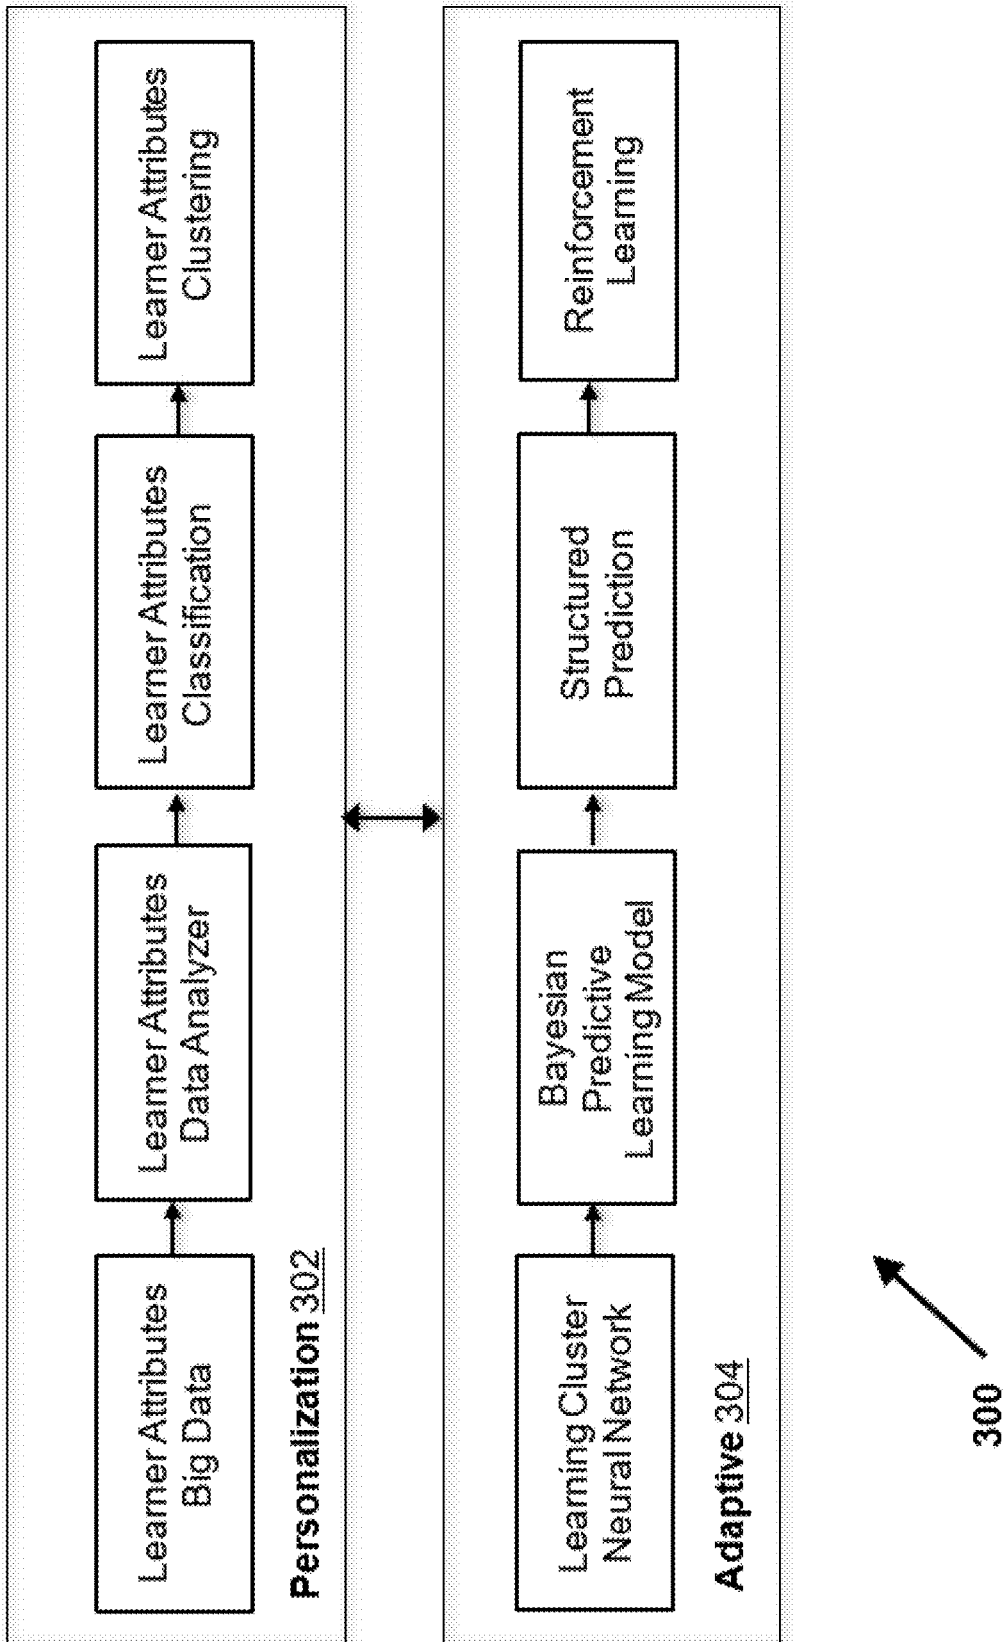 Learner Attributes
Big Data
Learner Attributes
Data Analyzer
Learner Attributes
Classification
Learner Attributes
Clustering
Personalization 302
Learning Cluster
Neural Network
Bayesian
Predictive
Learning Model
Structured
Prediction
Reinforcement
Learning
Adaptive 304
300